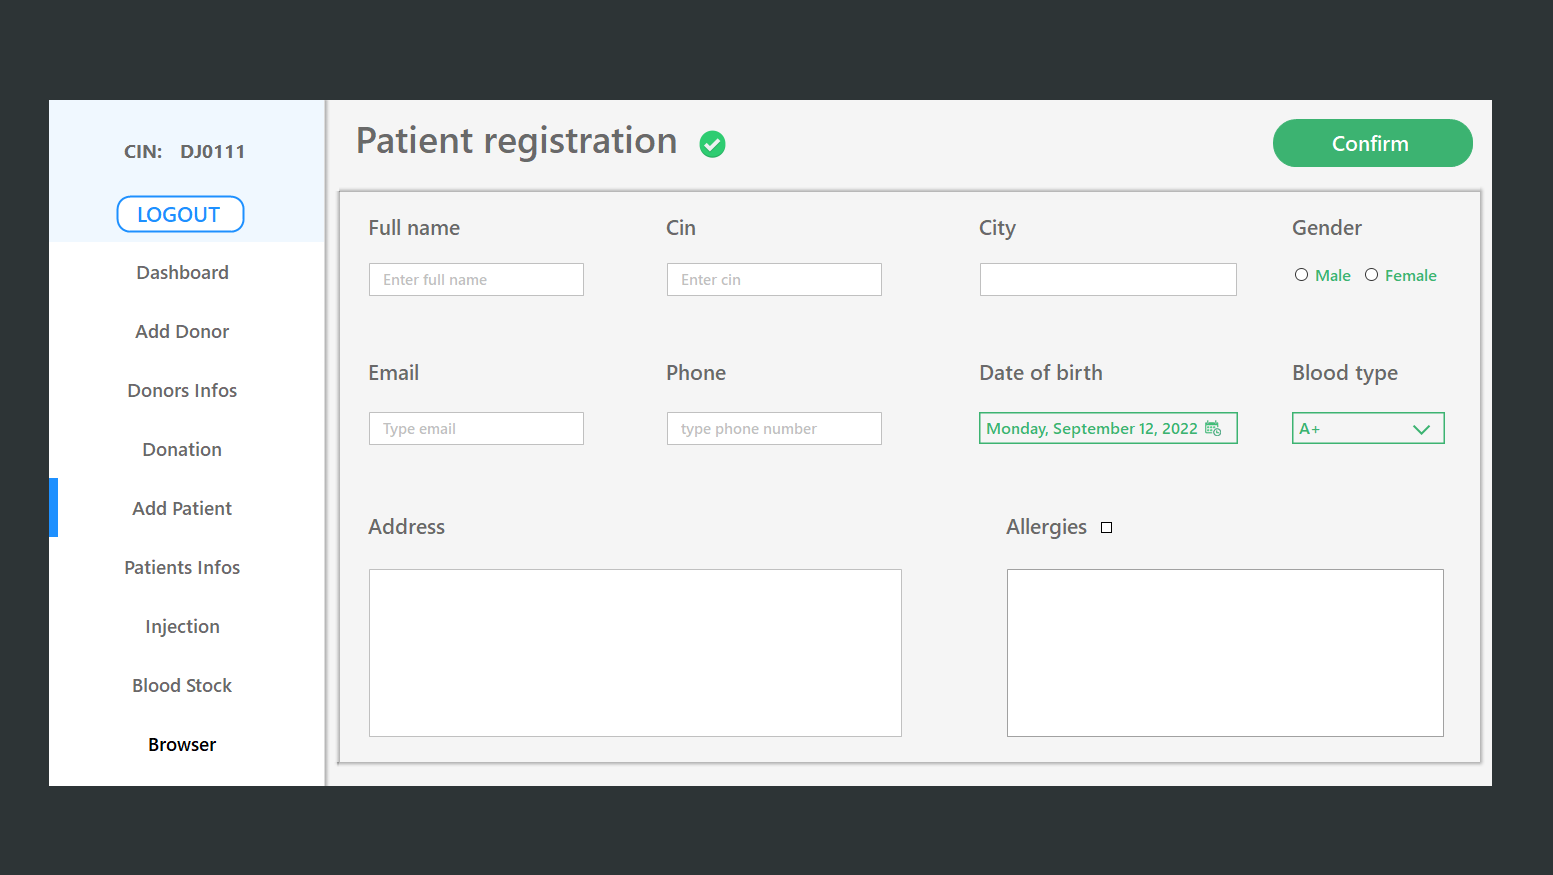 CIN: DJ0111
LOGOUT
Dashboard
Add Donor
Donors Infos
Donation
Add Patient
Patients Infos
Injection
Blood Stock
Browser
Patient registration
Confirm
Full name
Cin
City
Gender
Enter full name
Enter cin
Male
Female
Email
Phone
Date of birth
Blood type
Type email
type phone number
Monday, September 12, 2022
A+
Address
Allergies